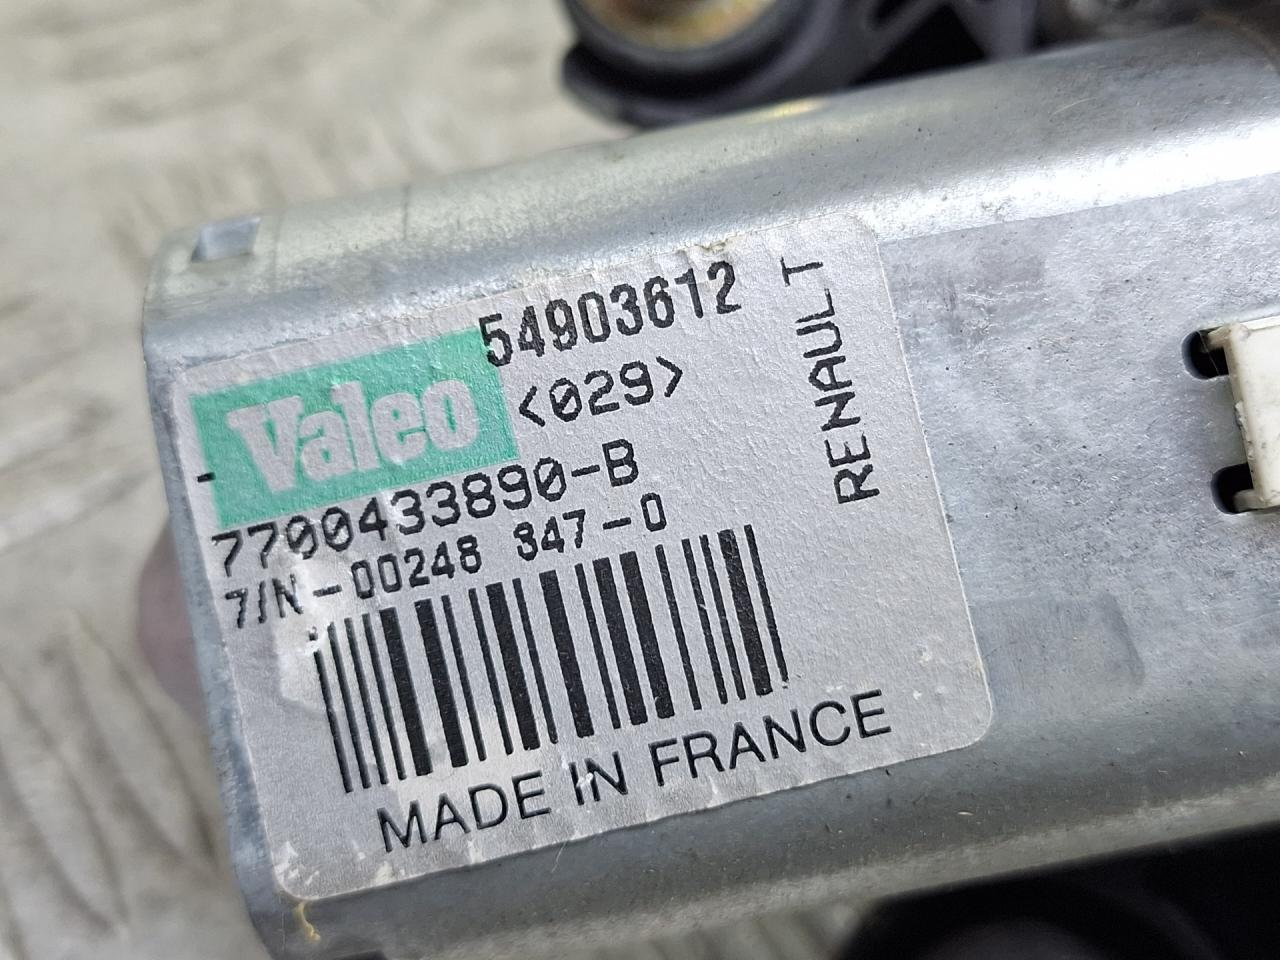 54903612
Valeo <029>
7700433890-B
7/N-00248 347-0
RENAULT
MADE IN FRANCE